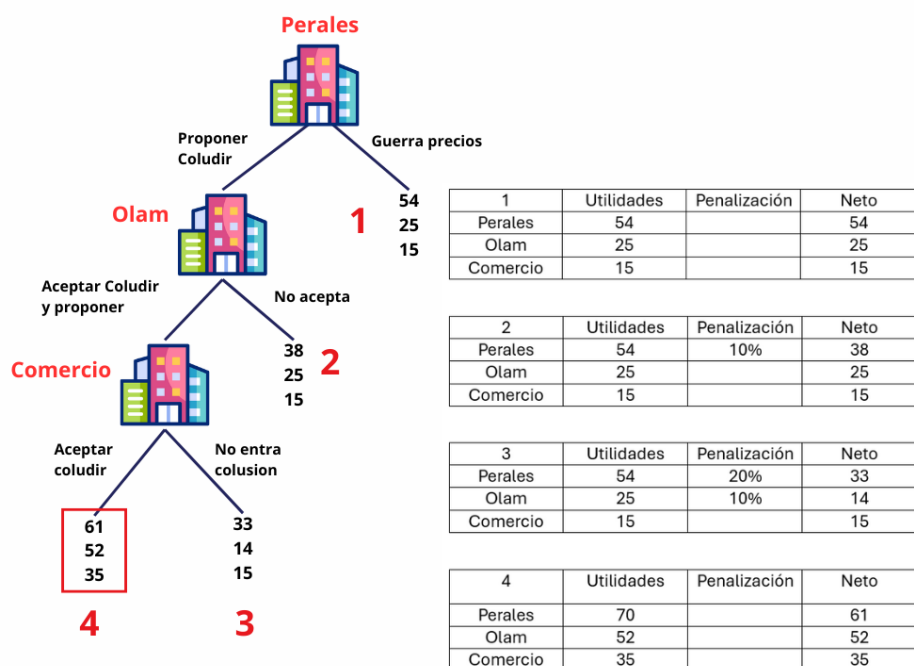 Perales
Proponer
Coludir
Guerra precios
Olam
1
54
25
15
Aceptar Coludir
y proponer
No acepta
Comercio
38
25
15
2
Aceptar
coludir
No entra
colusion
61
52
35
33
14
15
4
3
1 Utilidades Penalización Neto
Perales 54 54
Olam 25 25
Comercio 15 15
2 Utilidades Penalización Neto
Perales 54 10% 38
Olam 25 25
Comercio 15 15
3 Utilidades Penalización Neto
Perales 54 20% 33
Olam 25 10% 14
Comercio 15 15
4 Utilidades Penalización Neto
Perales 70 61
Olam 52 52
Comercio 35 35